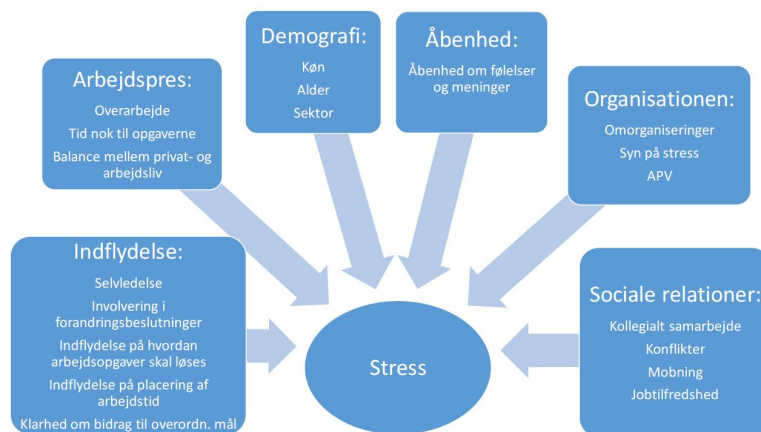 Indflydelse:
Selvledelse
Involvering i
forandringsbeslutninger
Indflydelse på hvordan
arbejdsopgaver skal løses
Indflydelse på placering af
arbejdstid
Klarhed om bidrag til overordn. mål
Arbejdspres:
Overarbejde
Tid nok til opgaverne
Balance mellem privat- og
arbejdsliv
Demografi:
Køn
Alder
Sektor
Åbenhed:
Åbenhed om følelser
og meninger
Organisationen:
Omorganiseringer
Syn på stress
APV
Sociale relationer:
Kollegialt samarbejde
Konflikter
Mobning
Jobtilfredshed
Stress